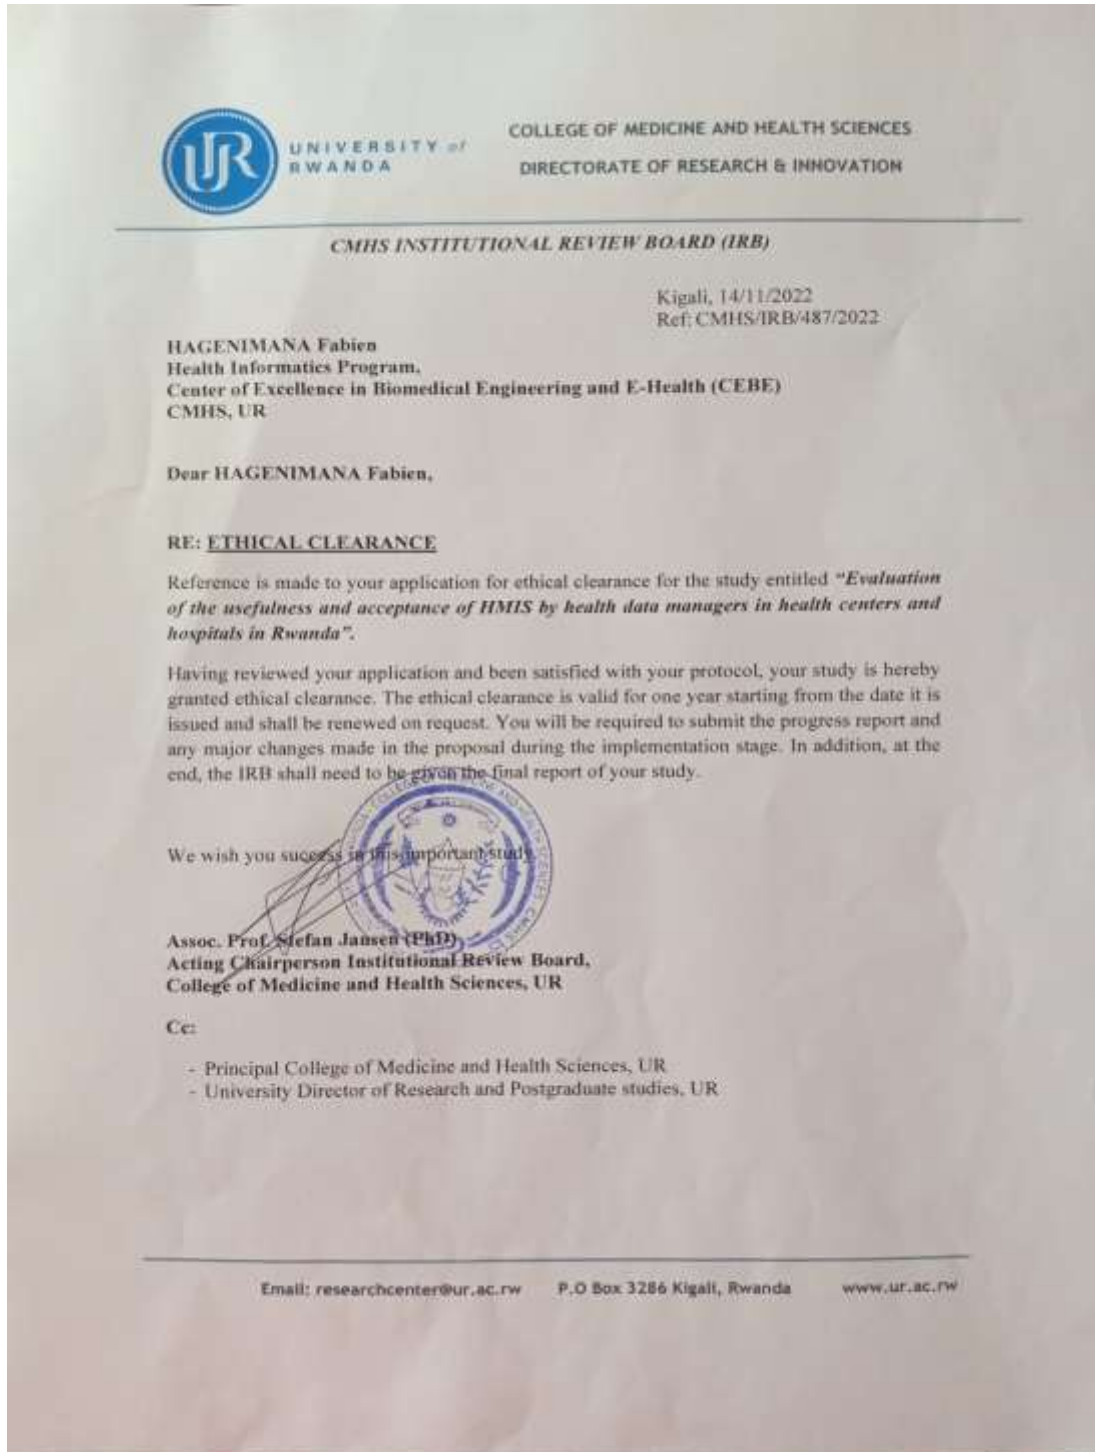 UR
UNIVERSITY of
RWANDA
COLLEGE OF MEDICINE AND HEALTH SCIENCES
DIRECTORATE OF RESEARCH & INNOVATION
CMHS INSTITUTIONAL REVIEW BOARD (IRB)
Kigali, 14/11/2022
Ref: CMHS/IRB/487/2022
HAGENIMANA Fabien
Health Informatics Program,
Center of Excellence in Biomedical Engineering and E-Health (CEBE)
CMHS, UR
Dear HAGENIMANA Fabien,
RE: ETHICAL CLEARANCE
Reference is made to your application for ethical clearance for the study entitled “Evaluation
of the usefulness and acceptance of HMIS by health data managers in health centers and
hospitals in Rwanda”.
Having reviewed your application and been satisfied with your protocol, your study is hereby
granted ethical clearance. The ethical clearance is valid for one year starting from the date it is
issued and shall be renewed on request. You will be required to submit the progress report and
any major changes made in the proposal during the implementation stage. In addition, at the
end, the IRB shall need to be given the final report of your study.
We wish you success in this important study
COLLEGE OF MEDICINE AND HEALTH SCIENCES - CMHS
Assoc. Prof. Stefan Jansen (PhD)
Acting Chairperson Institutional Review Board,
College of Medicine and Health Sciences, UR
Cc:
- Principal College of Medicine and Health Sciences, UR
- University Director of Research and Postgraduate studies, UR
Email: researchcenter@ur.ac.rw P.O Box 3286 Kigali, Rwanda www.ur.ac.rw